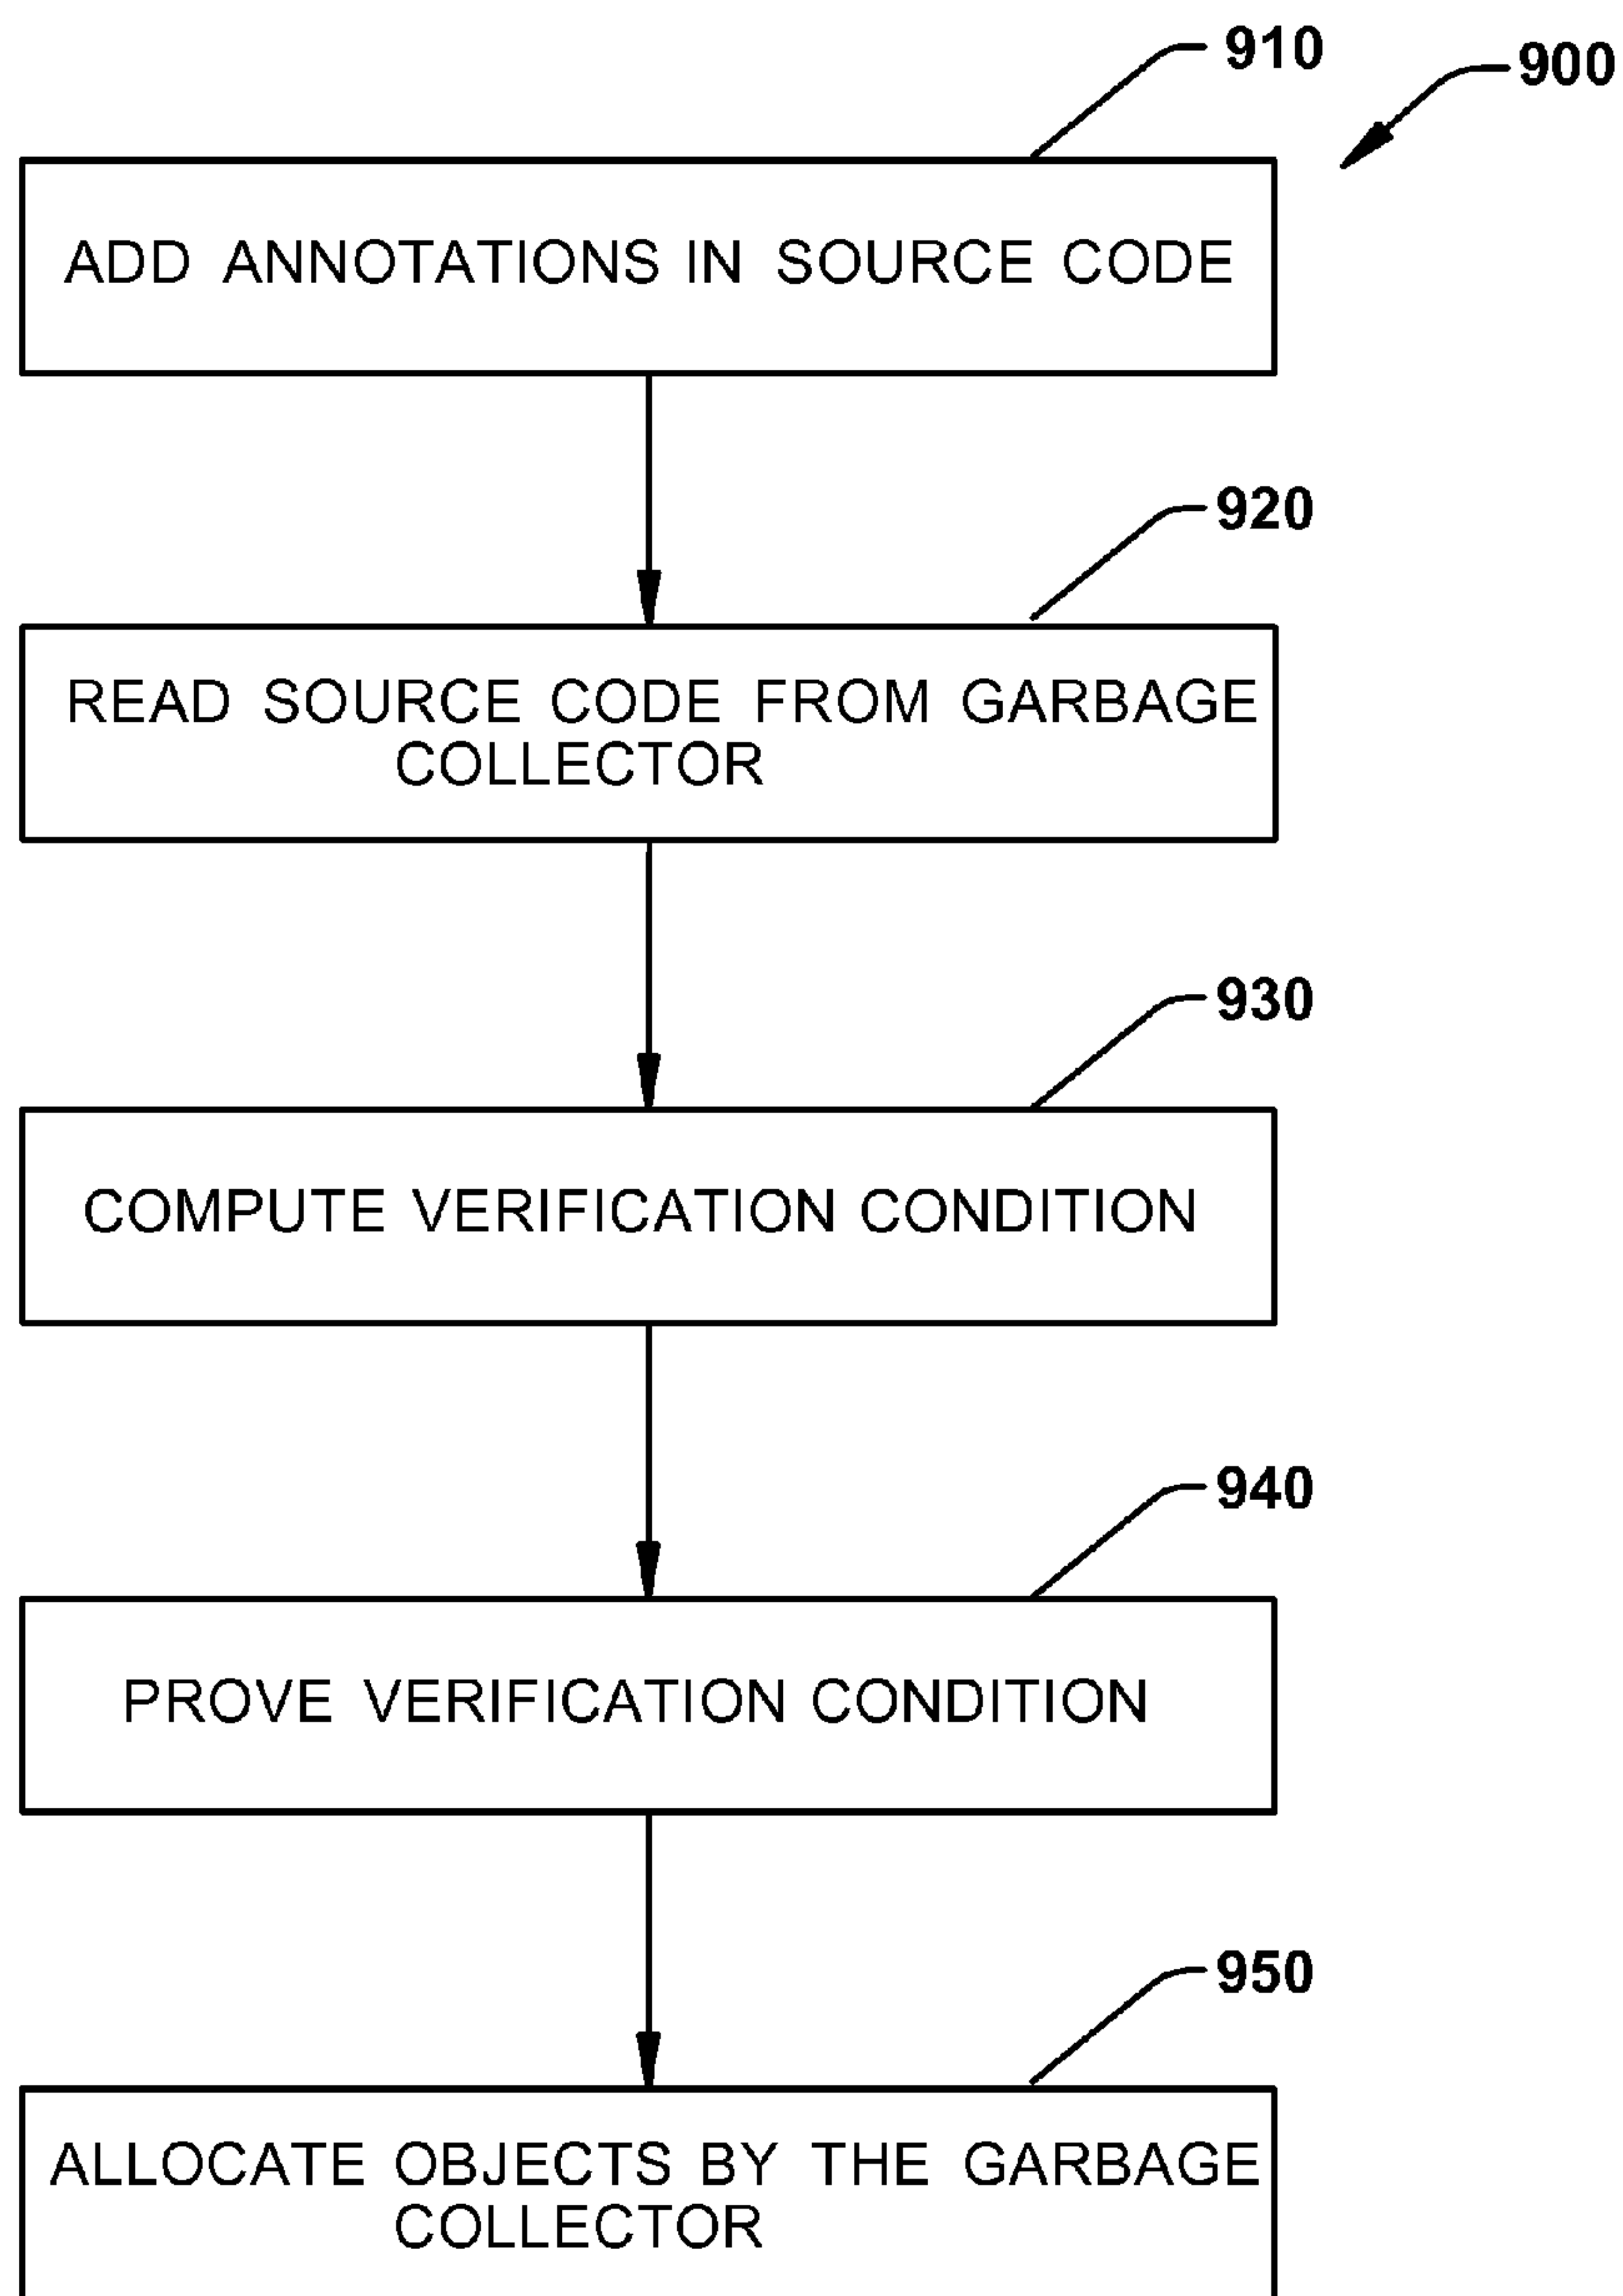 910
900
ADD ANNOTATIONS IN SOURCE CODE
920
READ SOURCE CODE FROM GARBAGE
COLLECTOR
930
COMPUTE VERIFICATION CONDITION
940
PROVE VERIFICATION CONDITION
950
ALLOCATE OBJECTS BY THE GARBAGE
COLLECTOR